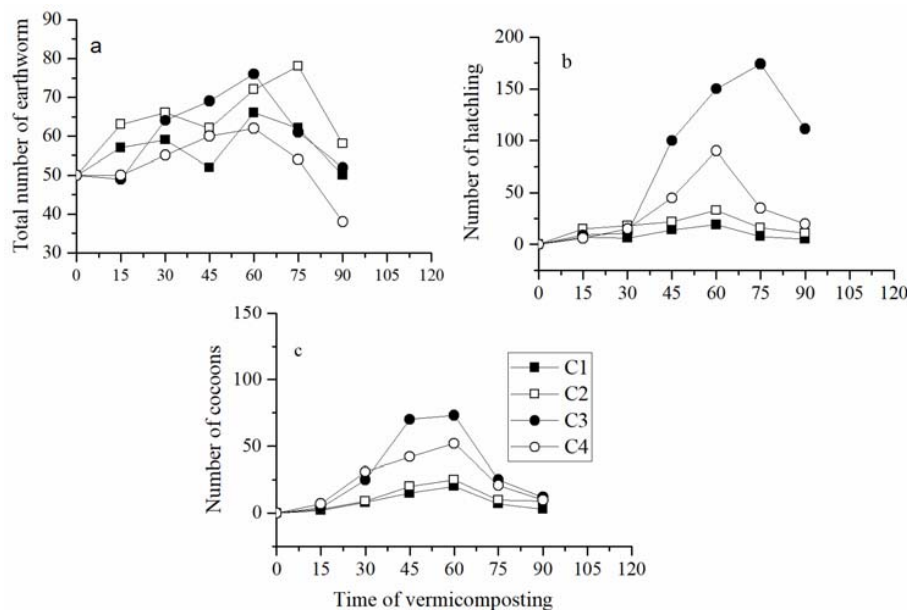 a
Total number of earthworm
90
80
70
60
50
40
30
0 15 30 45 60 75 90 105 120
b
Number of hatchling
200
150
100
50
0
0 15 30 45 60 75 90 105 120
c
Number of cocoons
150
100
50
0
0 15 30 45 60 75 90 105 120
C1
C2
C3
C4
Time of vermicomposting